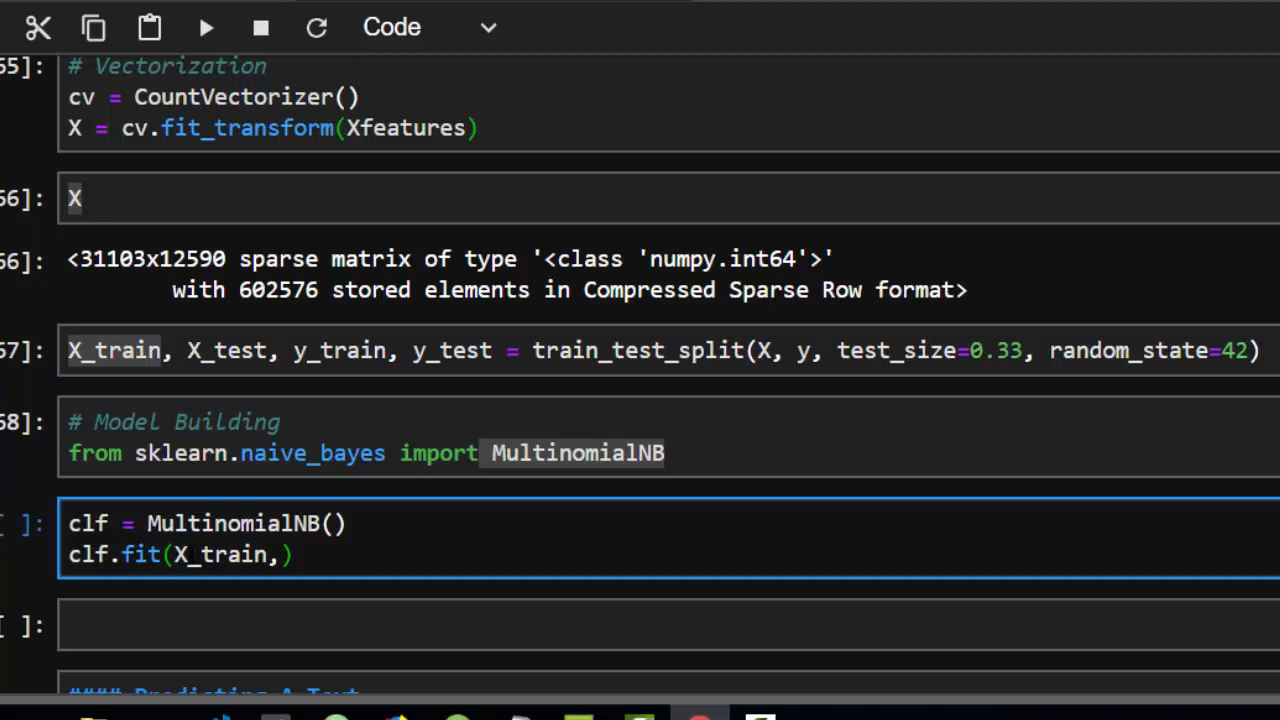 Code
55]: # Vectorization
cv = CountVectorizer()
X = cv.fit_transform(Xfeatures)
56]: X
56]: <31103x12590 sparse matrix of type '<class 'numpy.int64'>'
with 602576 stored elements in Compressed Sparse Row format>
57]: X_train, X_test, y_train, y_test = train_test_split(X, y, test_size=0.33, random_state=42)
58]: # Model Building
from sklearn.naive_bayes import MultinomialNB
[ ]: clf = MultinomialNB()
clf.fit(X_train,)
[ ]:
#### Predicting A Text